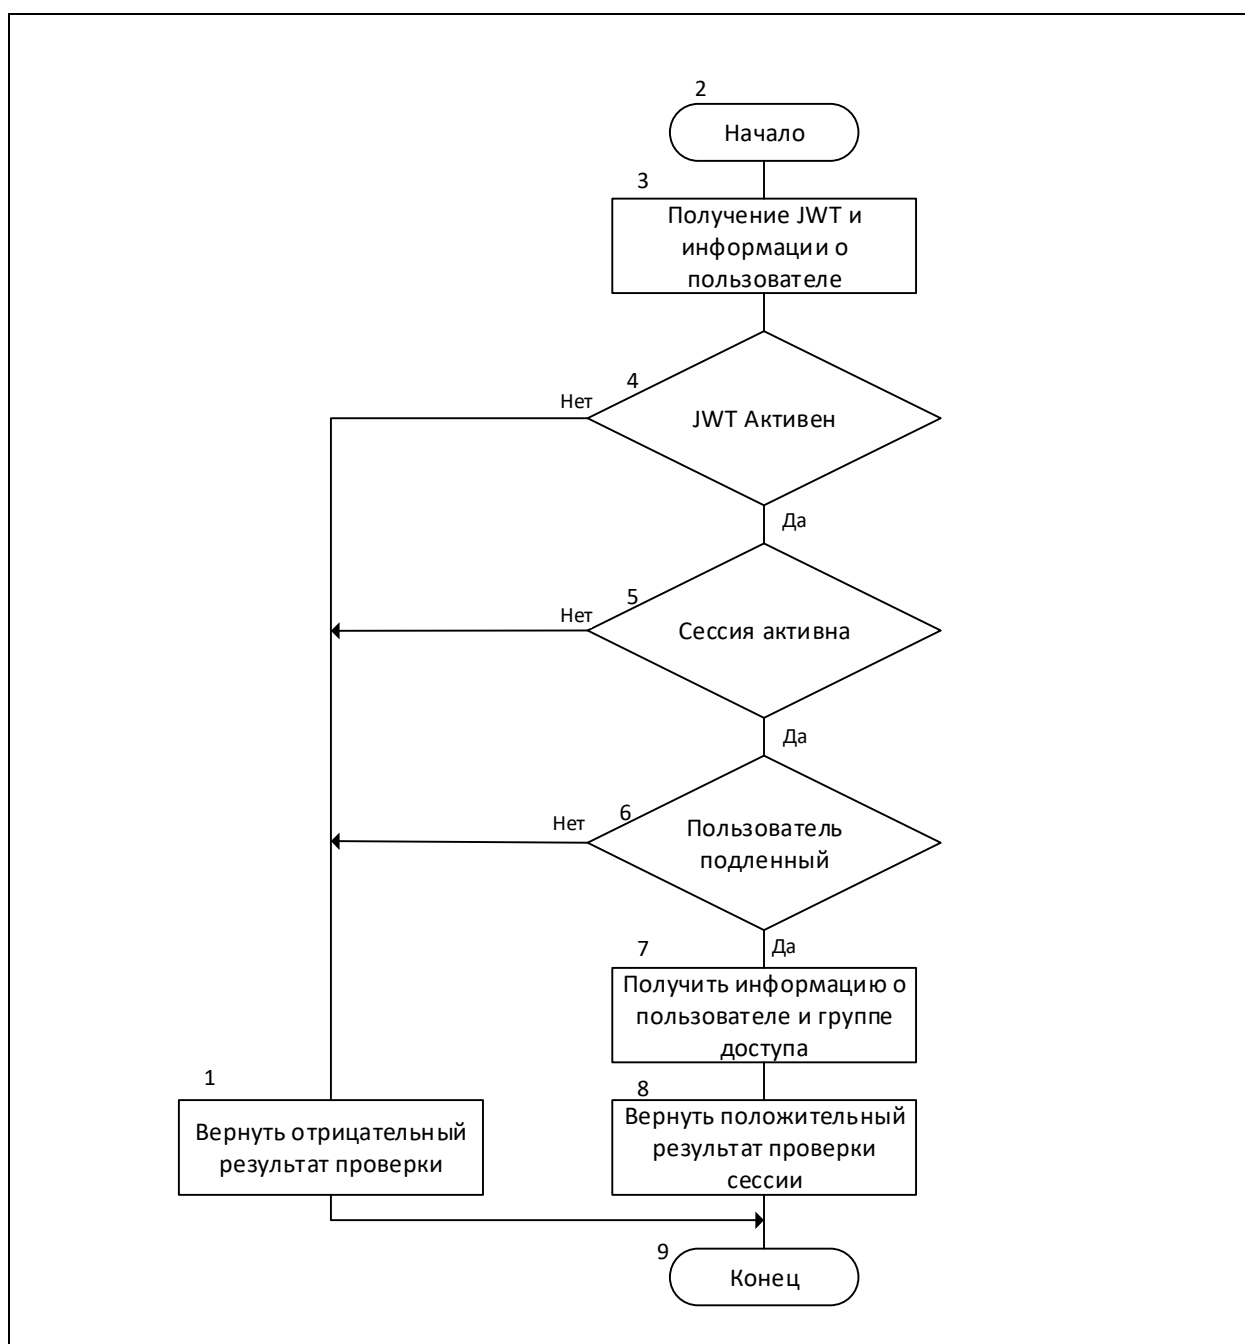 2
Начало
3
Получение JWT и
информации о
пользователе
4
Нет
JWT Активен
Да
5
Нет
Сессия активна
Да
6
Нет
Пользователь
подленный
Да
7
Получить информацию о
пользователе и группе
доступа
1
Вернуть отрицательный
результат проверки
8
Вернуть положительный
результат проверки
сессии
9
Конец